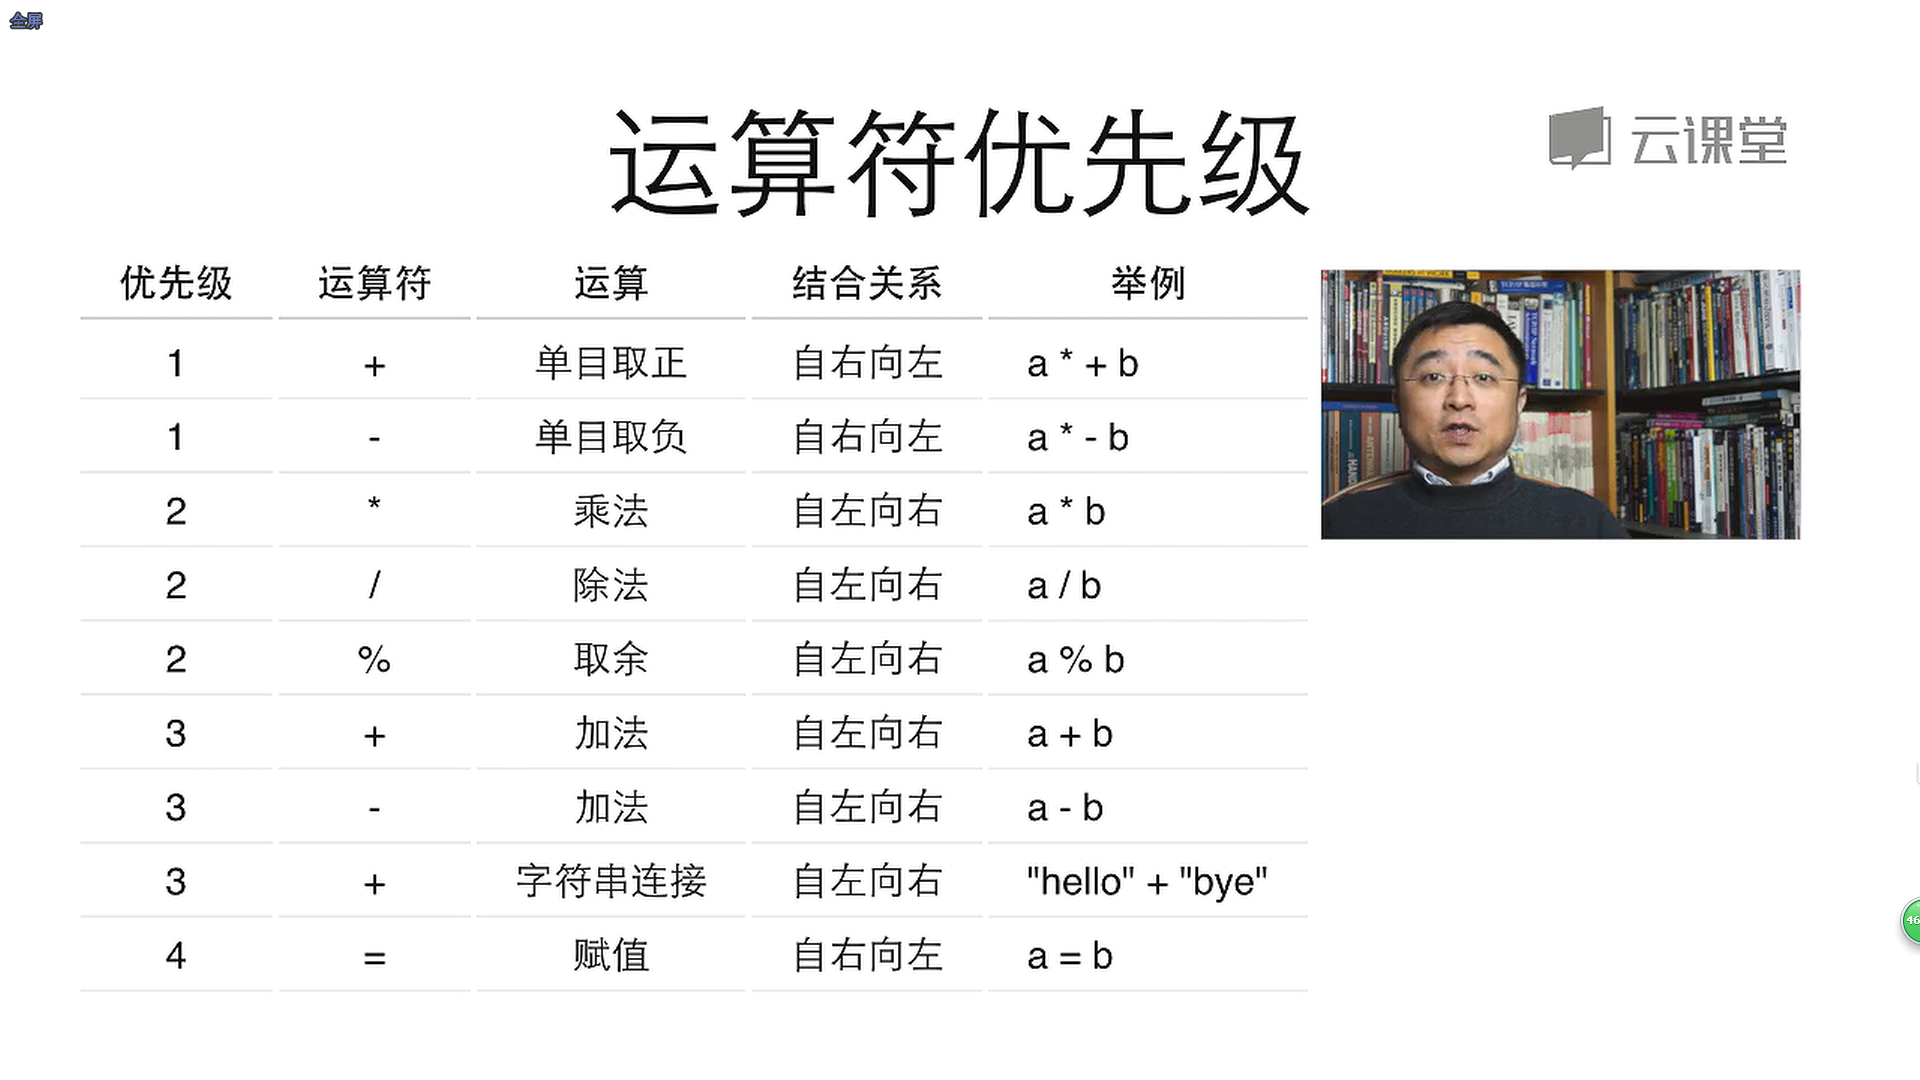 全屏
运算符优先级
云课堂
优先级 运算符 运算 结合关系 举例
1 + 单目取正 自右向左 a * + b
1 - 单目取负 自右向左 a * - b
2 * 乘法 自左向右 a * b
2 / 除法 自左向右 a / b
2 % 取余 自左向右 a % b
3 + 加法 自左向右 a + b
3 - 加法 自左向右 a - b
3 + 字符串连接 自左向右 "hello" + "bye"
4 = 赋值 自右向左 a = b
46